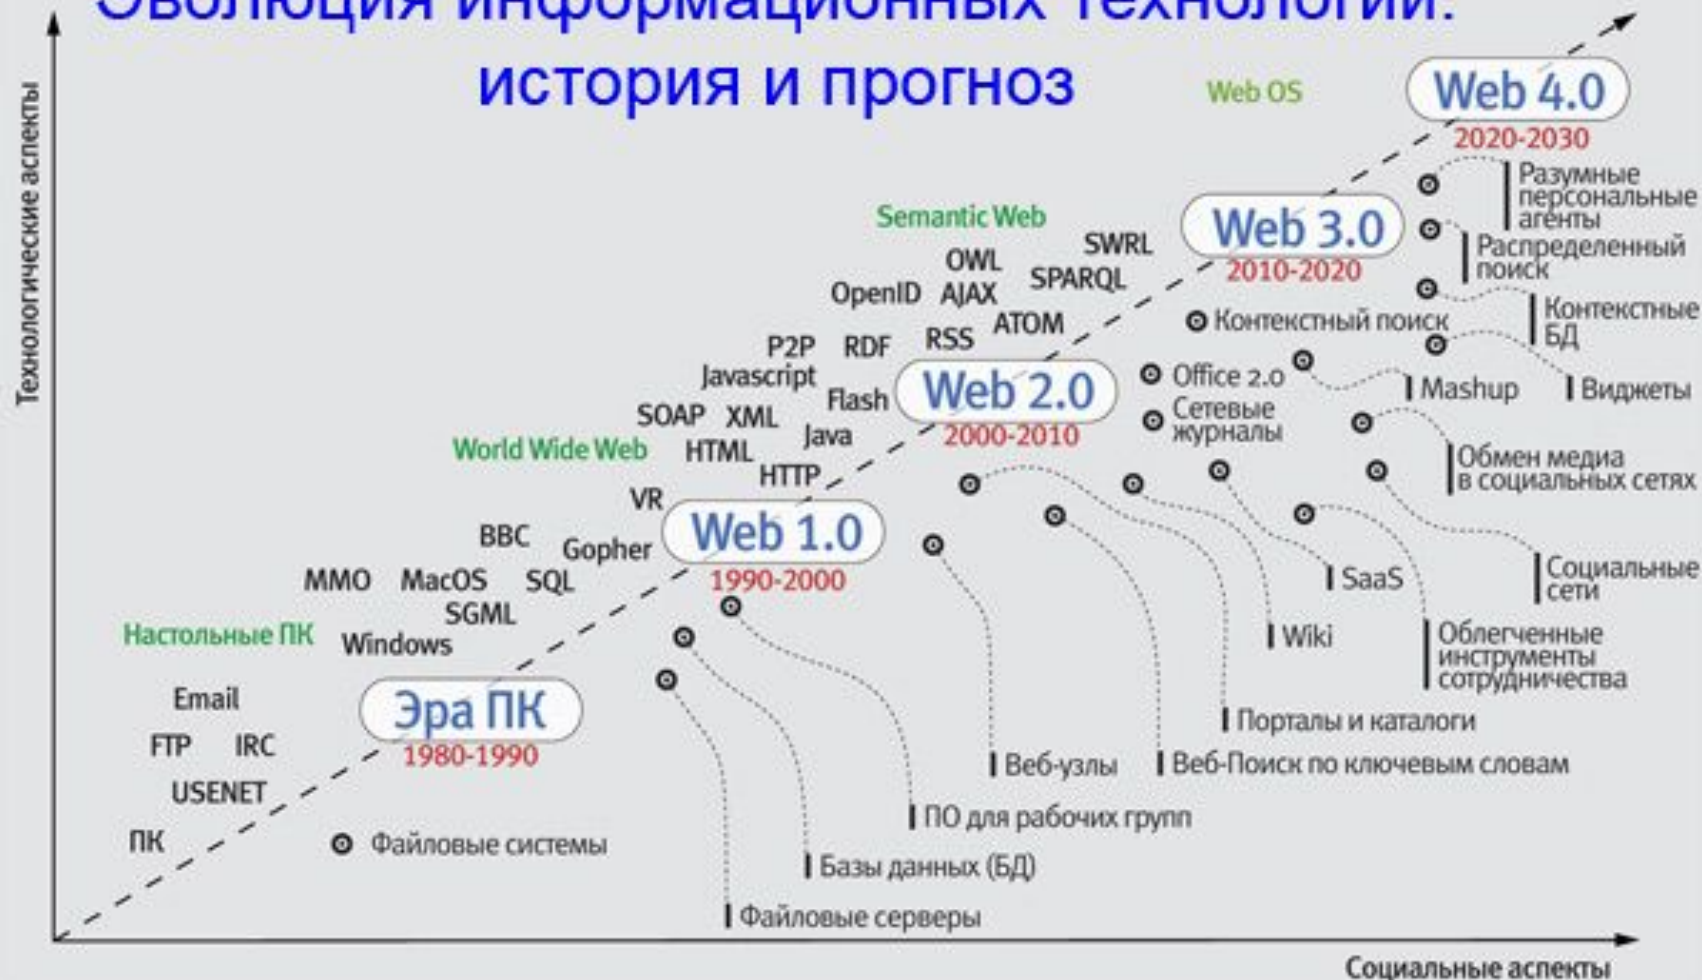 Эволюция информационных технологий:
история и прогноз
Технологические аспекты
Web OS
Web 4.0
2020-2030
Разумные
персональные
агенты
Semantic Web
SWRL
Web 3.0
2010-2020
Распределенный
поиск
OWL
SPARQL
OpenID
AJAX
ATOM
Контекстный поиск
Контекстные
БД
P2P
RDF
RSS
Javascript
Flash
Web 2.0
2000-2010
Office 2.0
Mashup
Виджеты
SOAP
XML
Java
Сетевые
журналы
World Wide Web
HTML
HTTP
Обмен медиа
в социальных сетях
VR
Web 1.0
1990-2000
BBC
Gopher
MMO
MacOS
SQL
SaaS
Социальные
сети
SGML
Настольные ПК
Windows
Wiki
Облегченные
инструменты
сотрудничества
Email
Эра ПК
1980-1990
Порталы и каталоги
FTP
IRC
Веб-узлы
Веб-Поиск по ключевым словам
USENET
ПО для рабочих групп
ПК
Файловые системы
Базы данных (БД)
Файловые серверы
Социальные аспекты